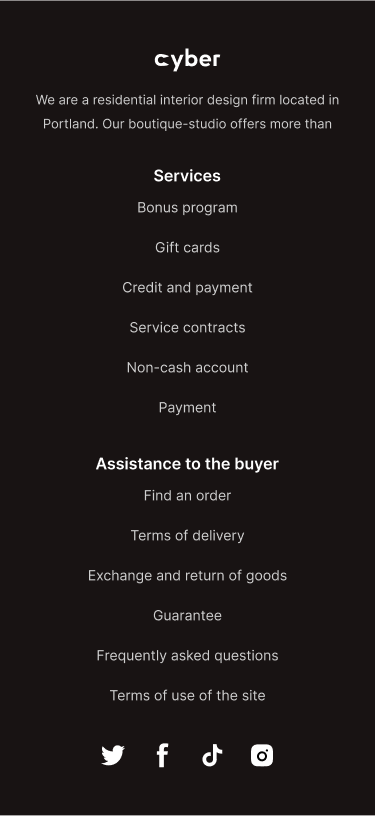 cyber
We are a residential interior design firm located in
Portland. Our boutique-studio offers more than
Services
Bonus program
Gift cards
Credit and payment
Service contracts
Non-cash account
Payment
Assistance to the buyer
Find an order
Terms of delivery
Exchange and return of goods
Guarantee
Frequently asked questions
Terms of use of the site